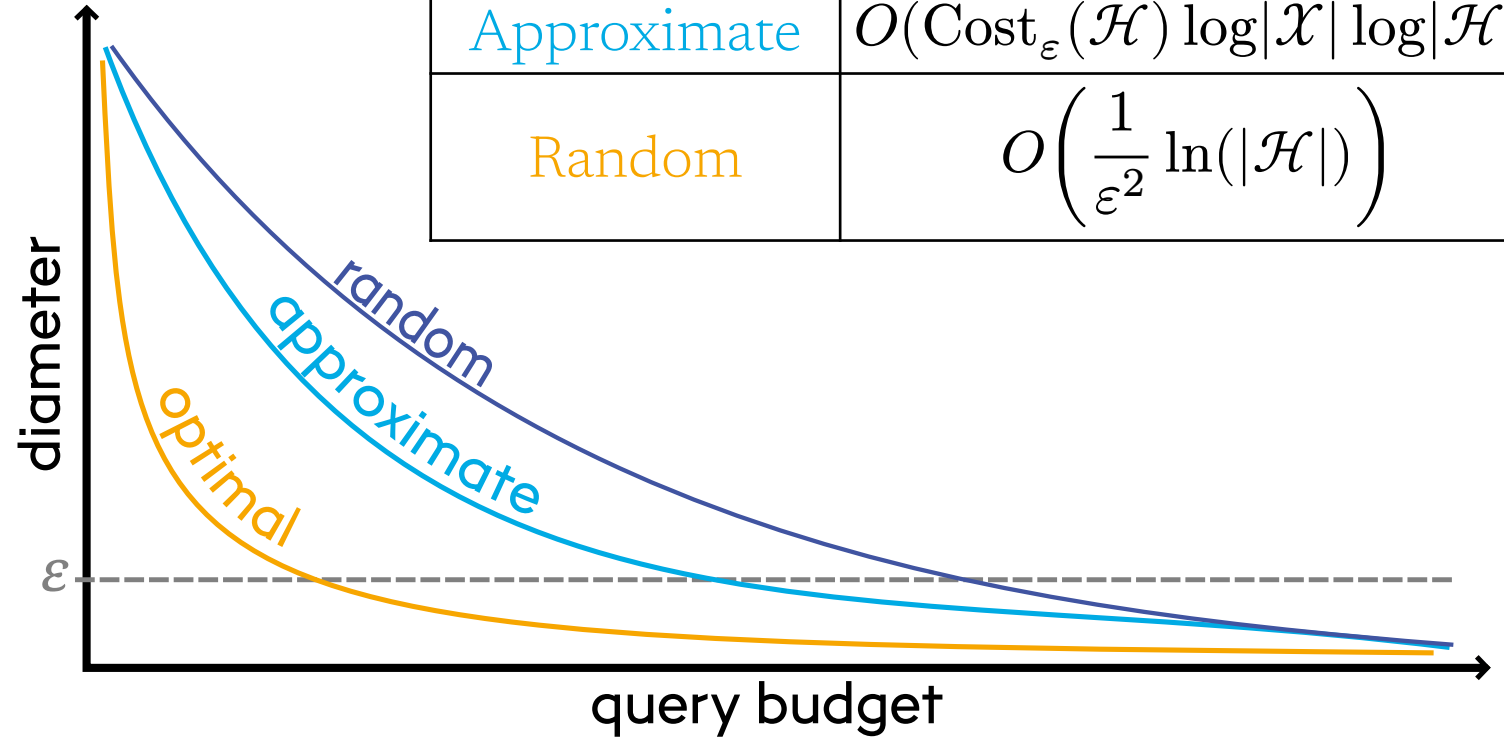 Approximate
O(Cost_ε(ℋ) log|𝒳| log|ℋ
Random
O(1/ε² ln(|ℋ|))
random
approximate
optimal
diameter
ε
query budget